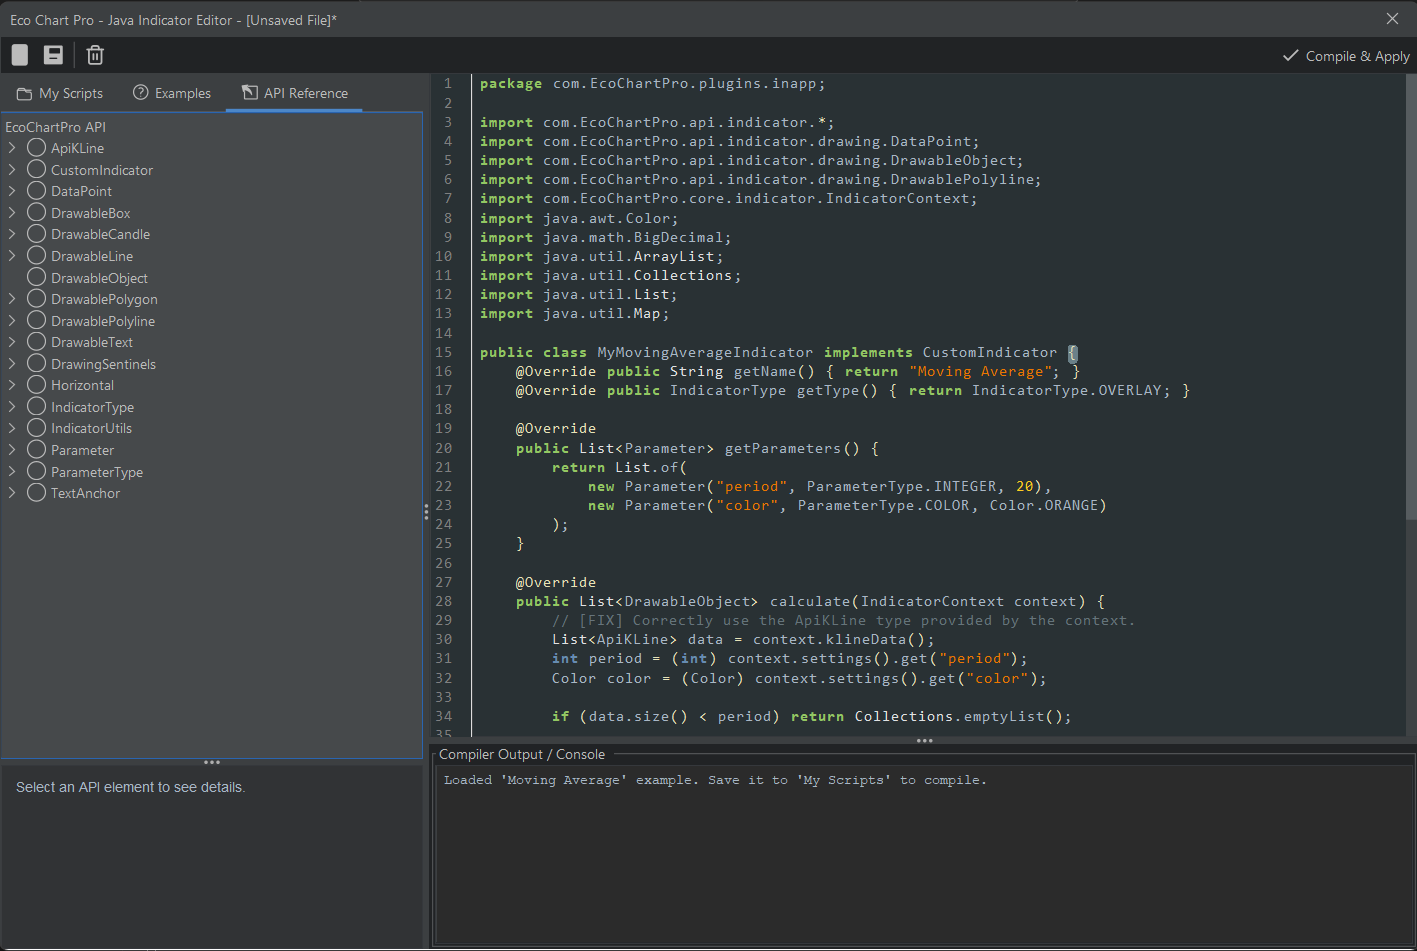 Eco Chart Pro - Java Indicator Editor - [Unsaved File]*
Compile & Apply
My Scripts
Examples
API Reference
EcoChartPro API
ApiKLine
CustomIndicator
DataPoint
DrawableBox
DrawableCandle
DrawableLine
DrawableObject
DrawablePolygon
DrawablePolyline
DrawableText
DrawingSentinels
Horizontal
IndicatorType
IndicatorUtils
Parameter
ParameterType
TextAnchor
Select an API element to see details.
1 package com.EcoChartPro.plugins.inapp;
2
3 import com.EcoChartPro.api.indicator.*;
4 import com.EcoChartPro.api.indicator.drawing.DataPoint;
5 import com.EcoChartPro.api.indicator.drawing.DrawableObject;
6 import com.EcoChartPro.api.indicator.drawing.DrawablePolyline;
7 import com.EcoChartPro.core.indicator.IndicatorContext;
8 import java.awt.Color;
9 import java.math.BigDecimal;
10 import java.util.ArrayList;
11 import java.util.Collections;
12 import java.util.List;
13 import java.util.Map;
14
15 public class MyMovingAverageIndicator implements CustomIndicator {
16 @Override public String getName() { return "Moving Average"; }
17 @Override public IndicatorType getType() { return IndicatorType.OVERLAY; }
18
19 @Override
20 public List<Parameter> getParameters() {
21 return List.of(
22 new Parameter("period", ParameterType.INTEGER, 20),
23 new Parameter("color", ParameterType.COLOR, Color.ORANGE)
24 );
25 }
26
27 @Override
28 public List<DrawableObject> calculate(IndicatorContext context) {
29 // [FIX] Correctly use the ApiKLine type provided by the context.
30 List<ApiKLine> data = context.klineData();
31 int period = (int) context.settings().get("period");
32 Color color = (Color) context.settings().get("color");
33
34 if (data.size() < period) return Collections.emptyList();
35
Compiler Output / Console
Loaded 'Moving Average' example. Save it to 'My Scripts' to compile.